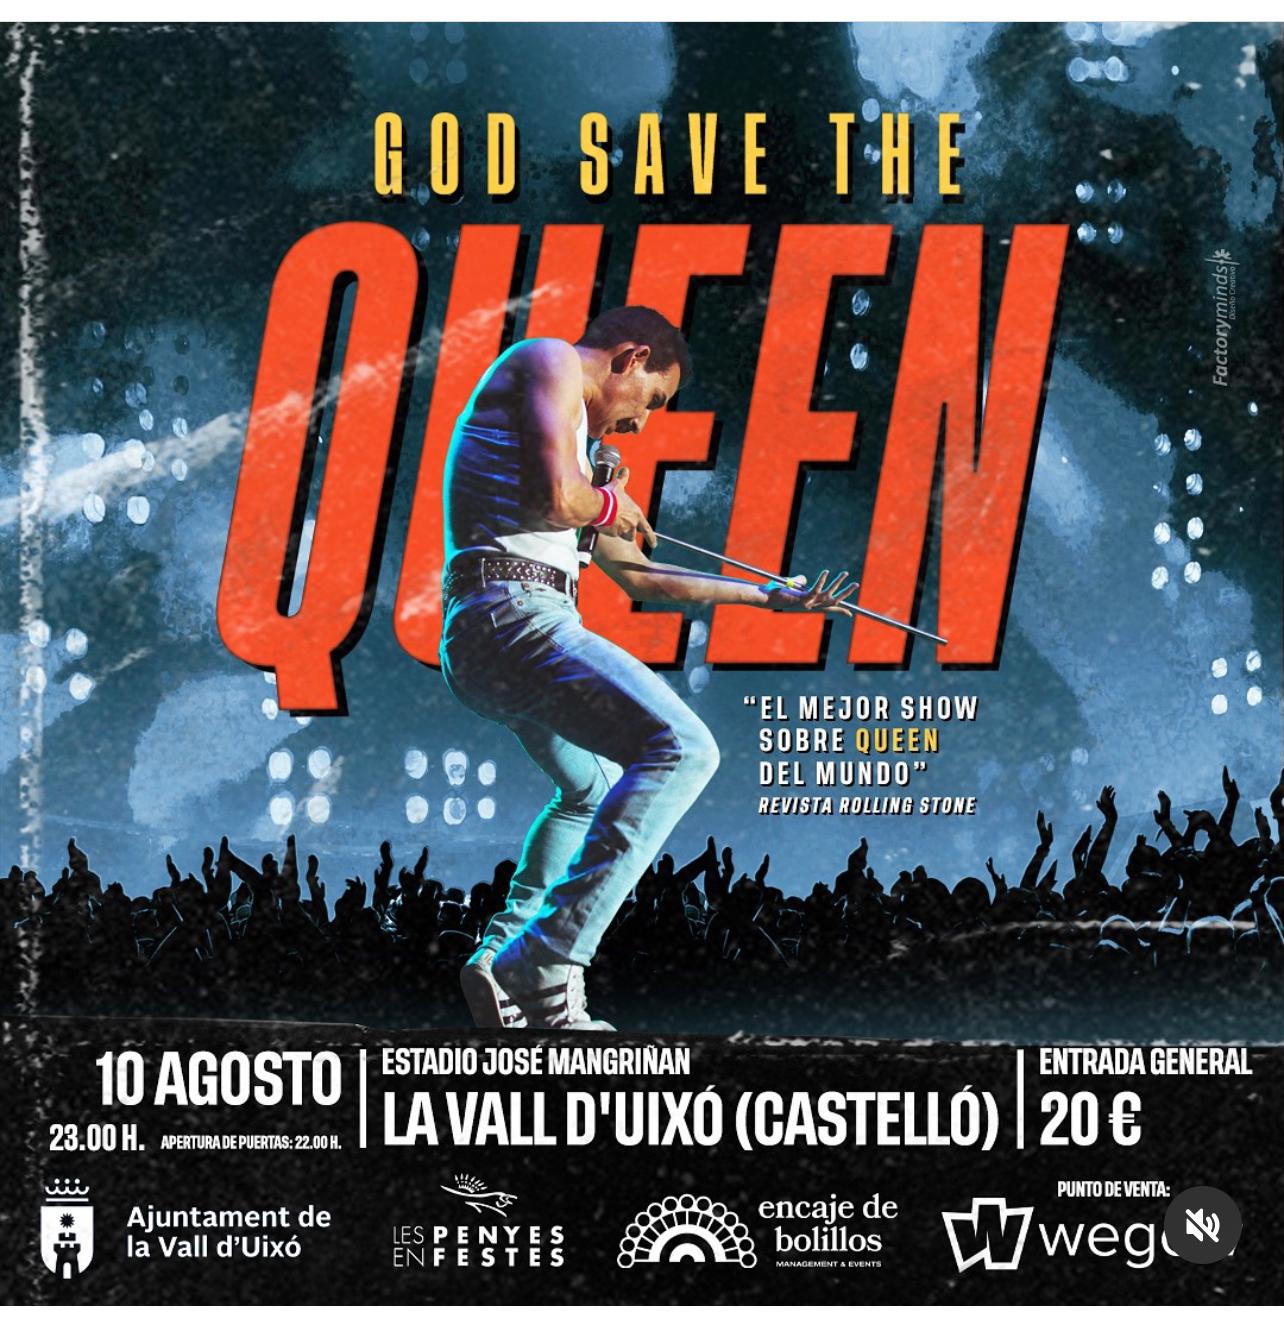 GOD SAVE THE
QUEEN
Factoryminds
Diseño Creativo
“EL MEJOR SHOW
SOBRE QUEEN
DEL MUNDO”
REVISTA ROLLING STONE
10 AGOSTO
23.00 H. APERTURA DE PUERTAS: 22.00 H.
ESTADIO JOSÉ MANGRIÑAN
LA VALL D'UIXÓ (CASTELLÓ)
ENTRADA GENERAL
20 €
Ajuntament de
la Vall d’Uixó
LES PENYES
EN FESTES
encaje de
bolillos
MANAGEMENT & EVENTS
PUNTO DE VENTA: